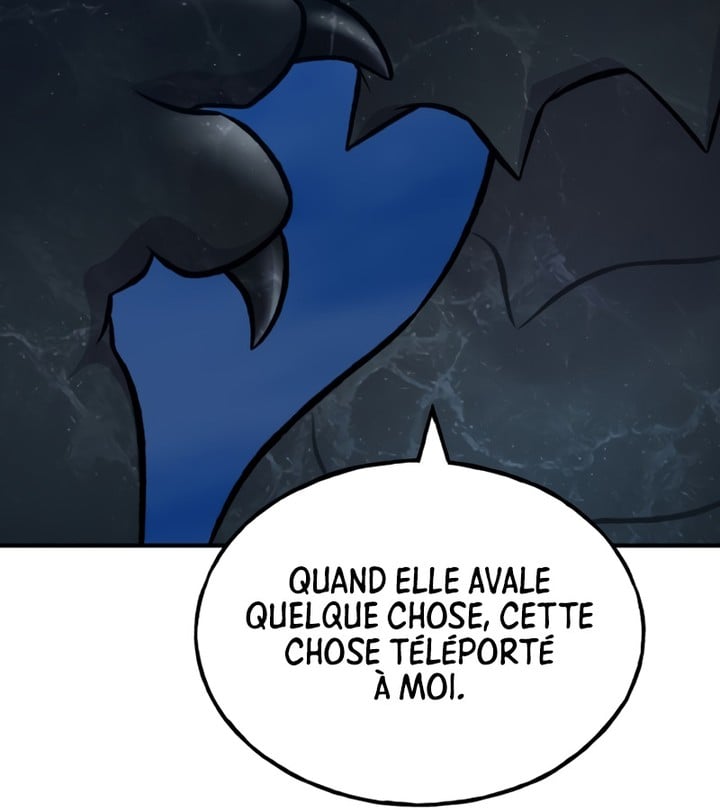 QUAND ELLE AVALE
QUELQUE CHOSE, CETTE
CHOSE TÉLÉPORTÉ
À MOI.